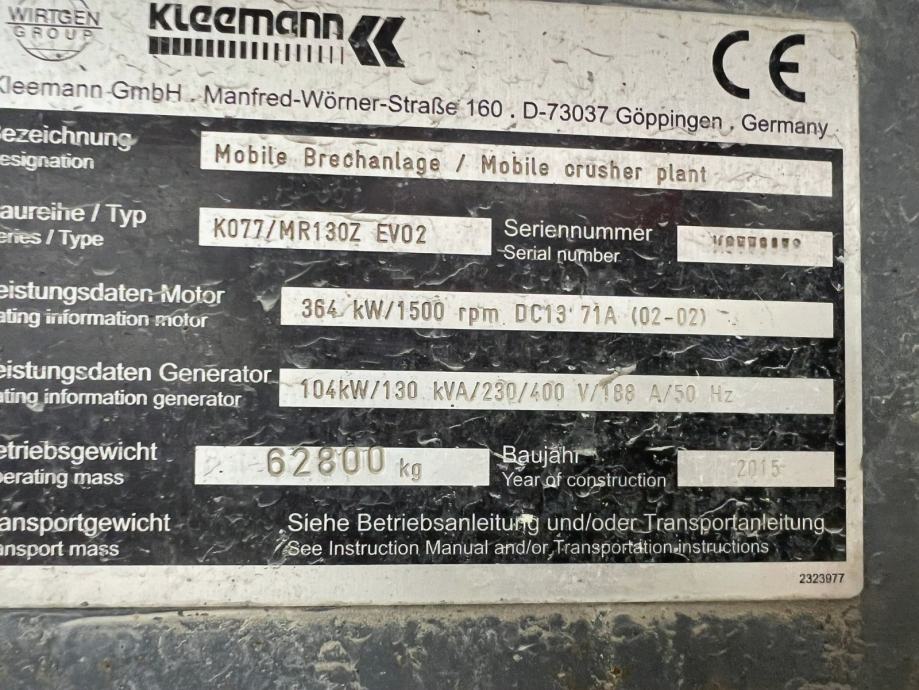 WIRTGEN
GROUP
KLEEMANN
CE
Kleemann GmbH . Manfred-Wörner-Straße 160 . D-73037 Göppingen . Germany
ezeichnung
esignation
Mobile Brechanlage / Mobile crusher plant
aureihe / Typ
eries / Type
K077/MR130Z EVO2
Seriennummer
Serial number
eistungsdaten Motor
ating information motor
364 kW/1500 rpm DC13 71A (02-02)
eistungsdaten Generator
ating information generator
104kW/130 kVA/230/400 V/188 A/50 Hz
etriebsgewicht
perating mass
62800 kg
Baujahr
Year of construction
2015
ansportgewicht
ansport mass
Siehe Betriebsanleitung und/oder Transportanleitung
See Instruction Manual and/or Transportation instructions
2323977